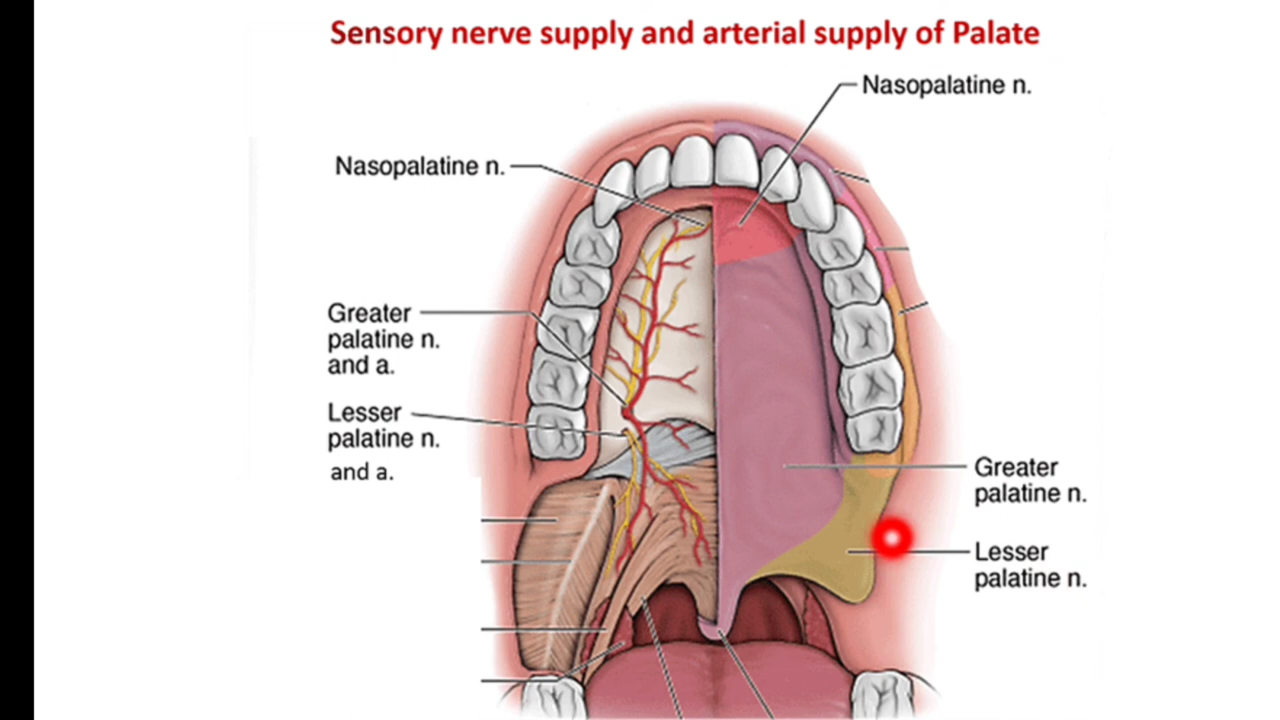 Sensory nerve supply and arterial supply of Palate
Nasopalatine n.
Nasopalatine n.
Greater
palatine n.
and a.
Lesser
palatine n.
and a.
Greater
palatine n.
Lesser
palatine n.